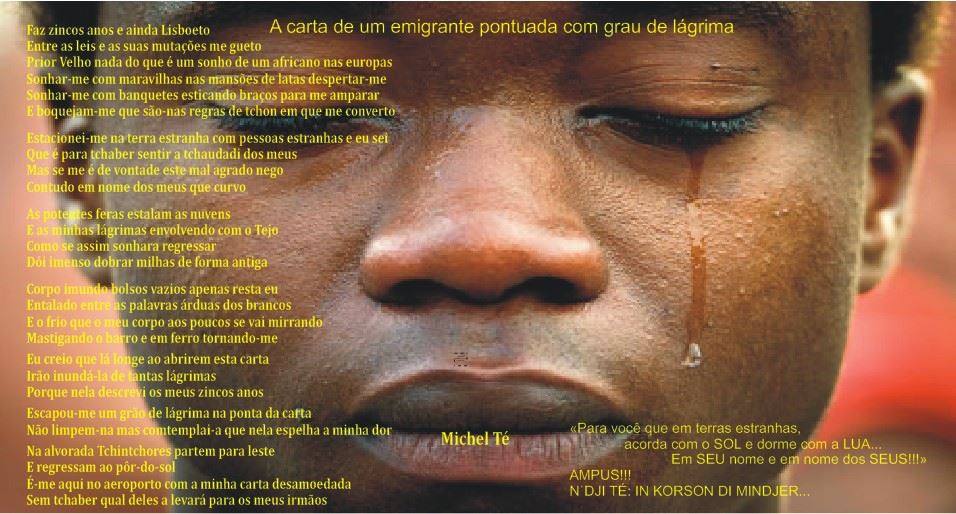 A carta de um emigrante pontuada com grau de lágrima
Faz zincos anos e ainda Lisboeto
Entre as leis e as suas mutações me gueto
Prior Velho nada do que é um sonho de um africano nas europas
Sonhar-me com maravilhas nas mansões de latas despertar-me
Sonhar-me com banquetes esticando braços para me amparar
E boquejam-me que são-nas regras de tchon em que me converto
Estacionei-me na terra estranha com pessoas estranhas e eu sei
Que é para tchaber sentir a tchaudadi dos meus
Mas se me é de vontade este mal agrado nego
Contudo em nome dos meus que curvo
As potentes feras estalam as nuvens
E as minhas lágrimas envolvendo com o Tejo
Como se assim sonhara regressar
Dói imenso dobrar milhas de forma antiga
Corpo imundo bolsos vazios apenas resta eu
Entalado entre as palavras árduas dos brancos
E o frio que o meu corpo aos poucos se vai mirrando
Mastigando o barro e em ferro tornando-me
Eu creio que lá longe ao abrirem esta carta
Irão inundá-la de tantas lágrimas
Porque nela descrevi os meus zincos anos
Escapou-me um grão de lágrima na ponta da carta
Não limpem-na mas comtemplai-a que nela espelha a minha dor
Na alvorada Tchintchores partem para leste
E regressam ao pôr-do-sol
É-me aqui no aeroporto com a minha carta desamoedada
Sem tchaber qual deles a levará para os meus irmãos
Michel Té
«Para você que em terras estranhas,
acorda com o SOL e dorme com a LUA...
Em SEU nome e em nome dos SEUS!!!»
AMPUS!!!
N`DJI TÉ: IN KORSON DI MINDJER...